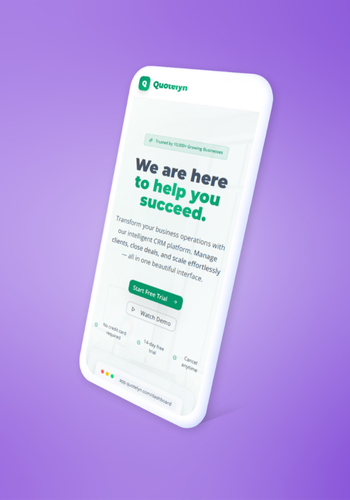 Q Quoteryn
Trusted by 10,000+ Growing Businesses
We are here
to help you
succeed.
Transform your business operations with
our intelligent CRM platform. Manage
clients, close deals, and scale effortlessly
— all in one beautiful interface.
Start Free Trial →
Watch Demo
No credit card
required
14-day free
trial
Cancel
anytime
app.quoteryn.com/dashboard